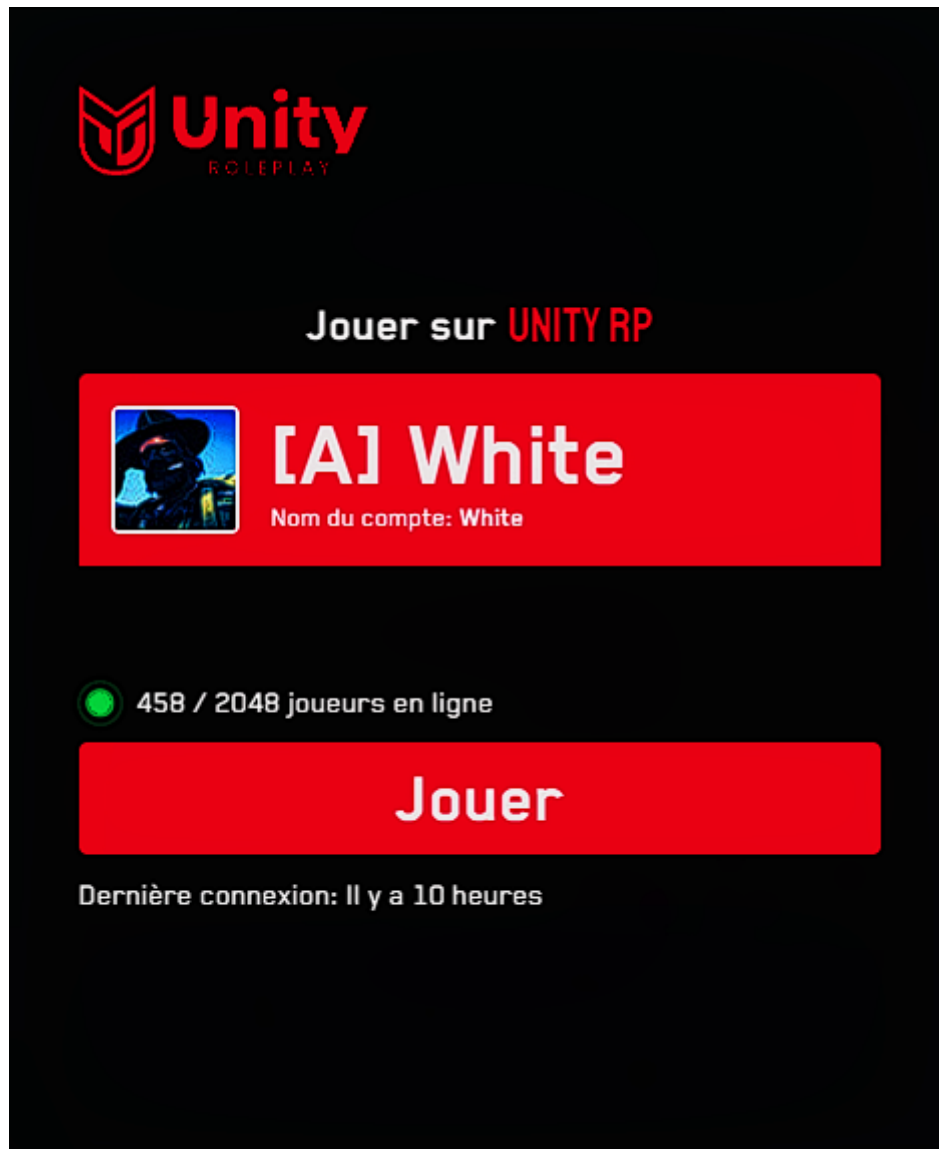 Unity
ROLEPLAY
Jouer sur UNITY RP
[A] White
Nom du compte: White
458 / 2048 joueurs en ligne
Jouer
Dernière connexion: Il y a 10 heures